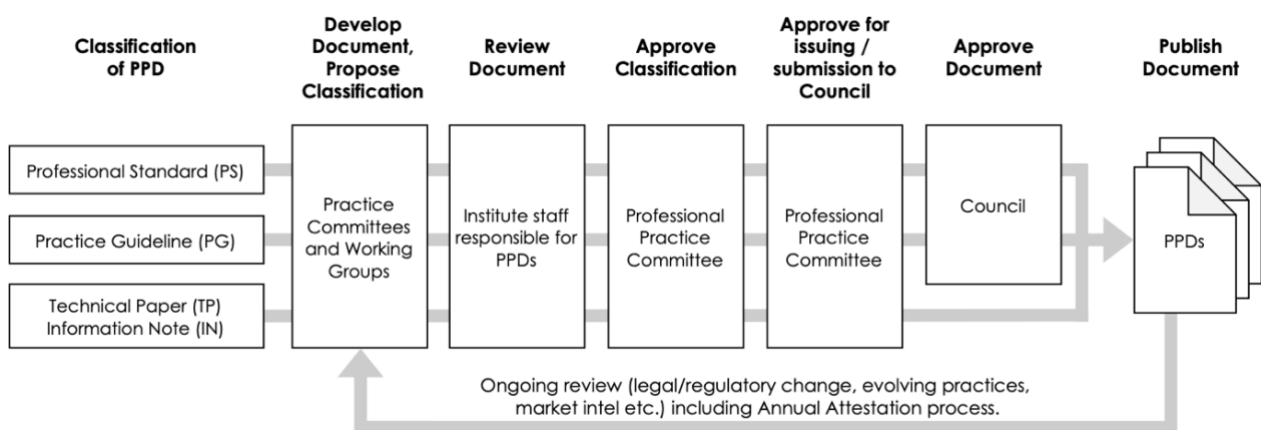 Classification
of PPD
Develop
Document,
Propose
Classification
Review
Document
Approve
Classification
Approve for
issuing /
submission to
Council
Approve
Document
Publish
Document
Professional Standard (PS)
Practice Guideline (PG)
Technical Paper (TP)
Information Note (IN)
Practice
Committees
and Working
Groups
Institute staff
responsible for
PPDs
Professional
Practice
Committee
Professional
Practice
Committee
Council
PPDs
Ongoing review (legal/regulatory change, evolving practices,
market intel etc.) including Annual Attestation process.